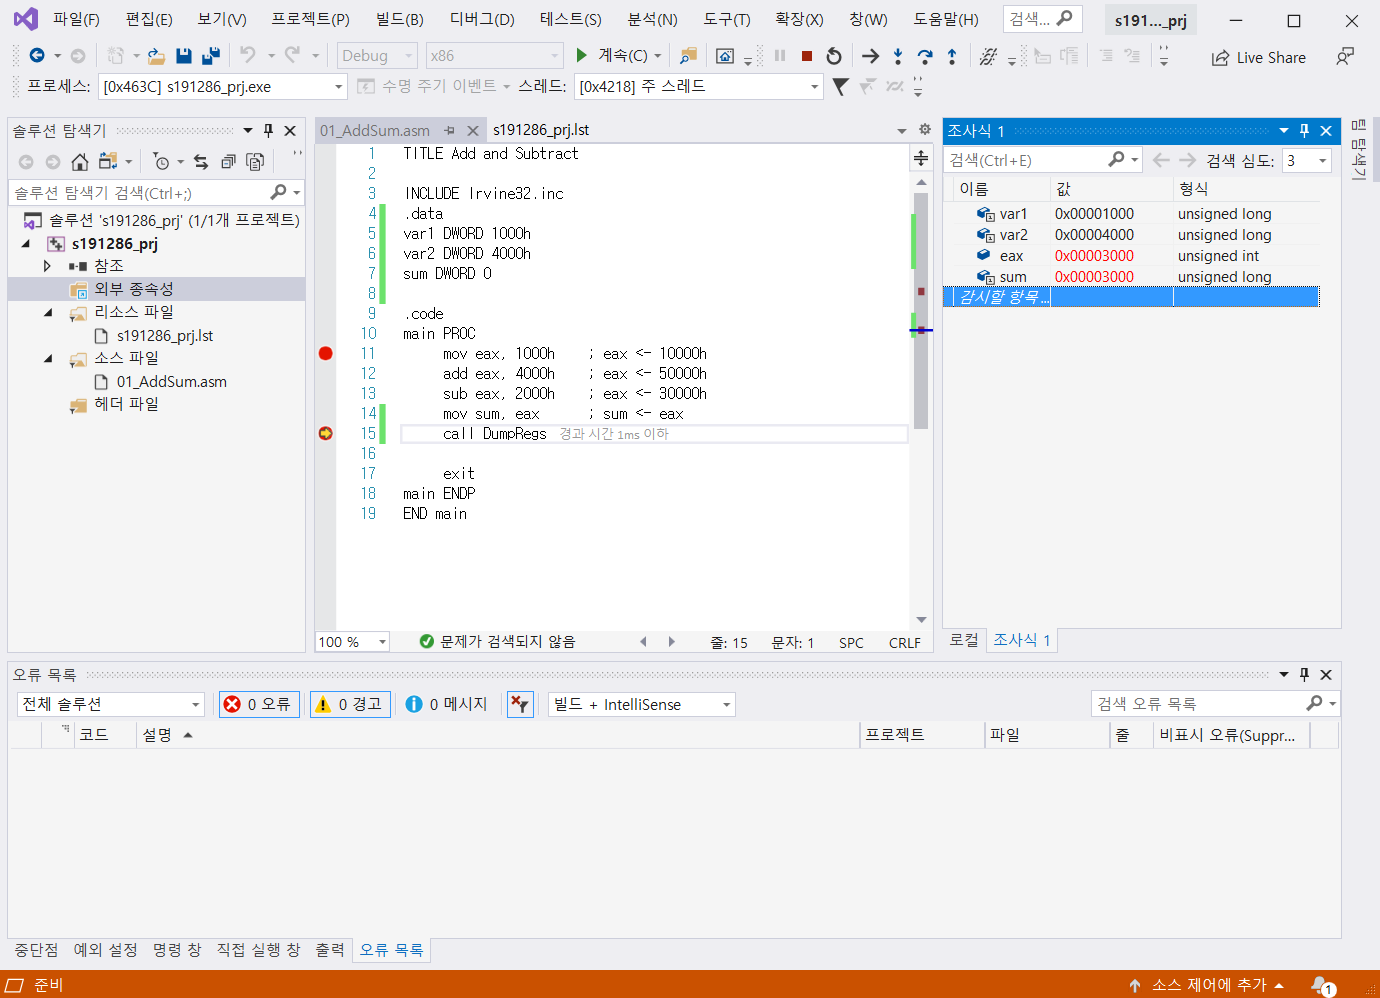 파일(F) 편집(E) 보기(V) 프로젝트(P) 빌드(B) 디버그(D) 테스트(S) 분석(N) 도구(T) 확장(X) 창(W) 도움말(H) 검색... s191..._prj
Debug x86 계속(C) Live Share
프로세스: [0x463C] s191286_prj.exe 수명 주기 이벤트 스레드: [0x4218] 주 스레드
솔루션 탐색기
솔루션 탐색기 검색(Ctrl+;)
솔루션 's191286_prj' (1/1개 프로젝트)
s191286_prj
참조
외부 종속성
리소스 파일
s191286_prj.lst
소스 파일
01_AddSum.asm
헤더 파일
01_AddSum.asm s191286_prj.lst
1 TITLE Add and Subtract
2
3 INCLUDE Irvine32.inc
4 .data
5 var1 DWORD 1000h
6 var2 DWORD 4000h
7 sum DWORD 0
8
9 .code
10 main PROC
11 mov eax, 1000h ; eax <- 10000h
12 add eax, 4000h ; eax <- 50000h
13 sub eax, 2000h ; eax <- 30000h
14 mov sum, eax ; sum <- eax
15 call DumpRegs 경과 시간 1ms 이하
16
17 exit
18 main ENDP
19 END main
100 % 문제가 검색되지 않음 줄: 15 문자: 1 SPC CRLF
조사식 1
검색(Ctrl+E) 검색 심도: 3
이름 값 형식
var1 0x00001000 unsigned long
var2 0x00004000 unsigned long
eax 0x00003000 unsigned int
sum 0x00003000 unsigned long
감시할 항목...
로컬 조사식 1
팀 탐색기
오류 목록
전체 솔루션 0 오류 0 경고 0 메시지 빌드 + IntelliSense 검색 오류 목록
코드 설명 프로젝트 파일 줄 비표시 오류(Suppr...
중단점 예외 설정 명령 창 직접 실행 창 출력 오류 목록
준비 소스 제어에 추가 1